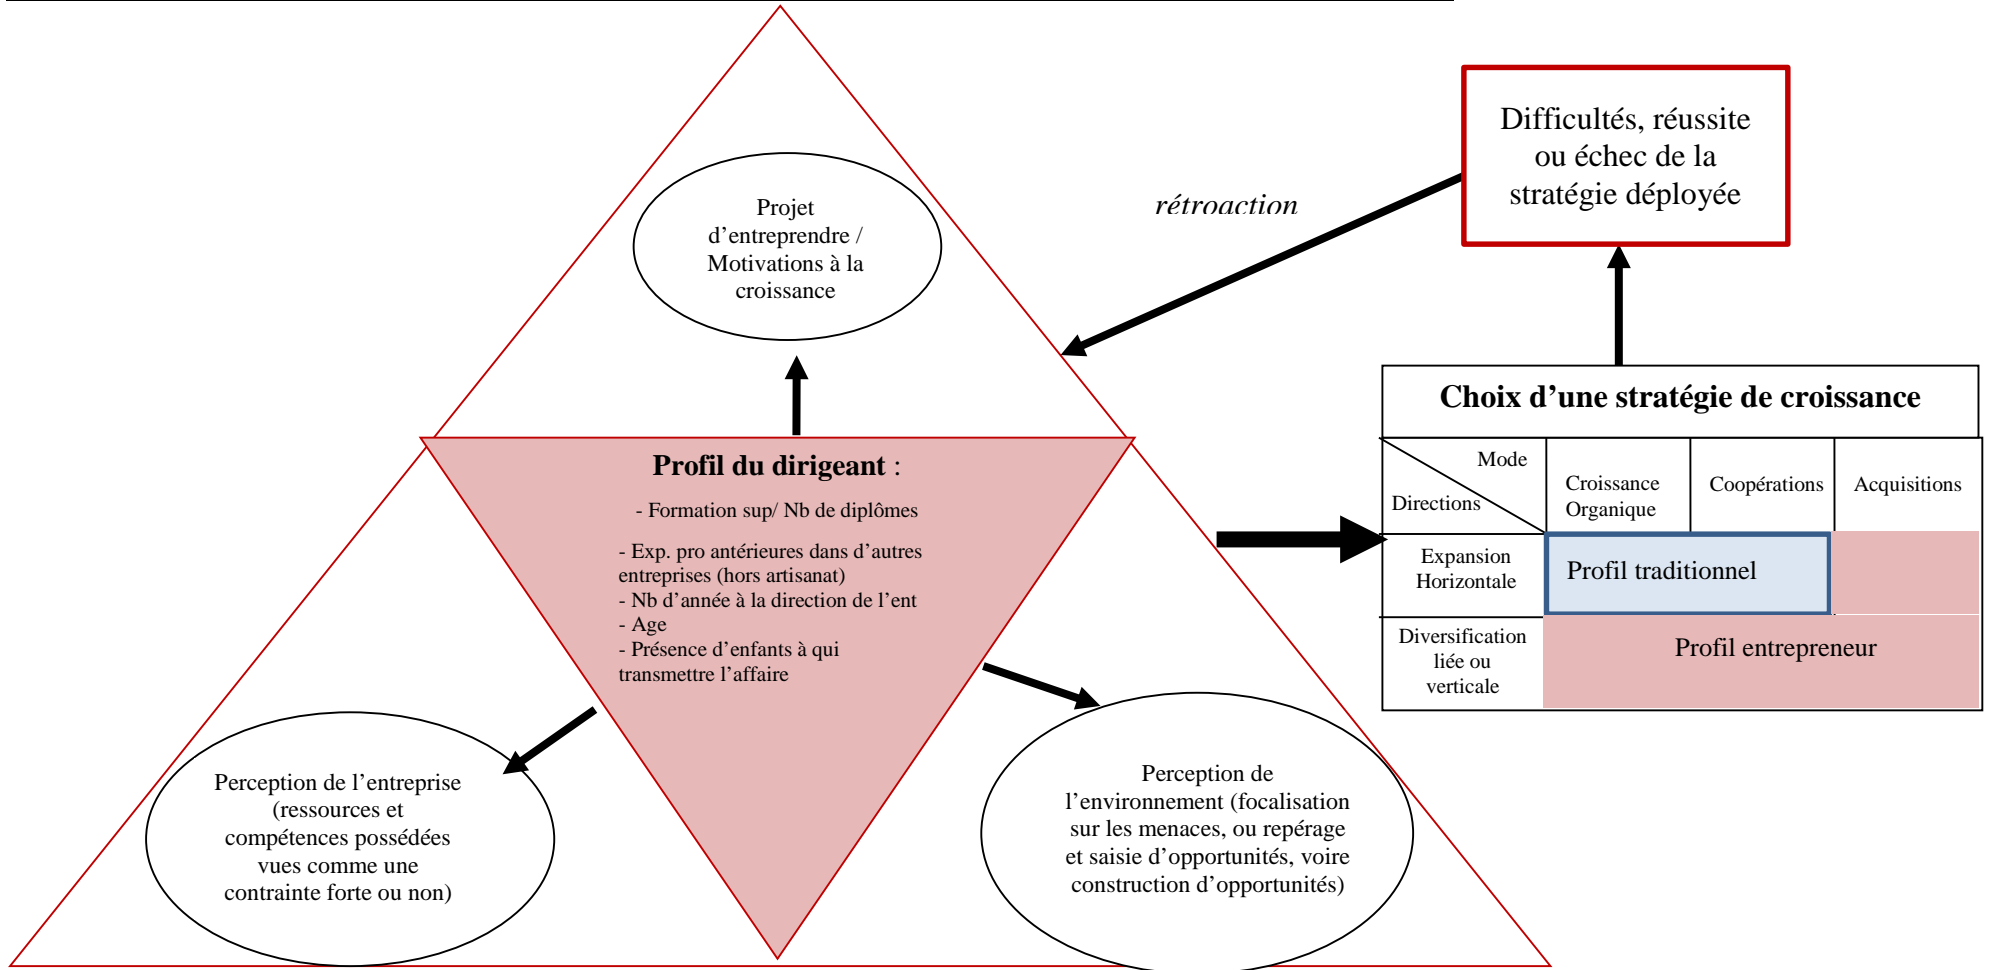 Projet
d’entreprendre /
Motivations à la
croissance
rétroaction
Difficultés, réussite
ou échec de la
stratégie déployée
Profil du dirigeant :
- Formation sup/ Nb de diplômes
- Exp. pro antérieures dans d’autres
entreprises (hors artisanat)
- Nb d’année à la direction de l’ent
- Age
- Présence d’enfants à qui
transmettre l’affaire
Perception de l’entreprise
(ressources et
compétences possédées
vues comme une
contrainte forte ou non)
Perception de
l’environnement (focalisation
sur les menaces, ou repérage
et saisie d’opportunités, voire
construction d’opportunités)
Choix d’une stratégie de croissance
Mode
Directions
Croissance
Organique
Coopérations
Acquisitions
Expansion
Horizontale
Profil traditionnel
Diversification
liée ou
verticale
Profil entrepreneur